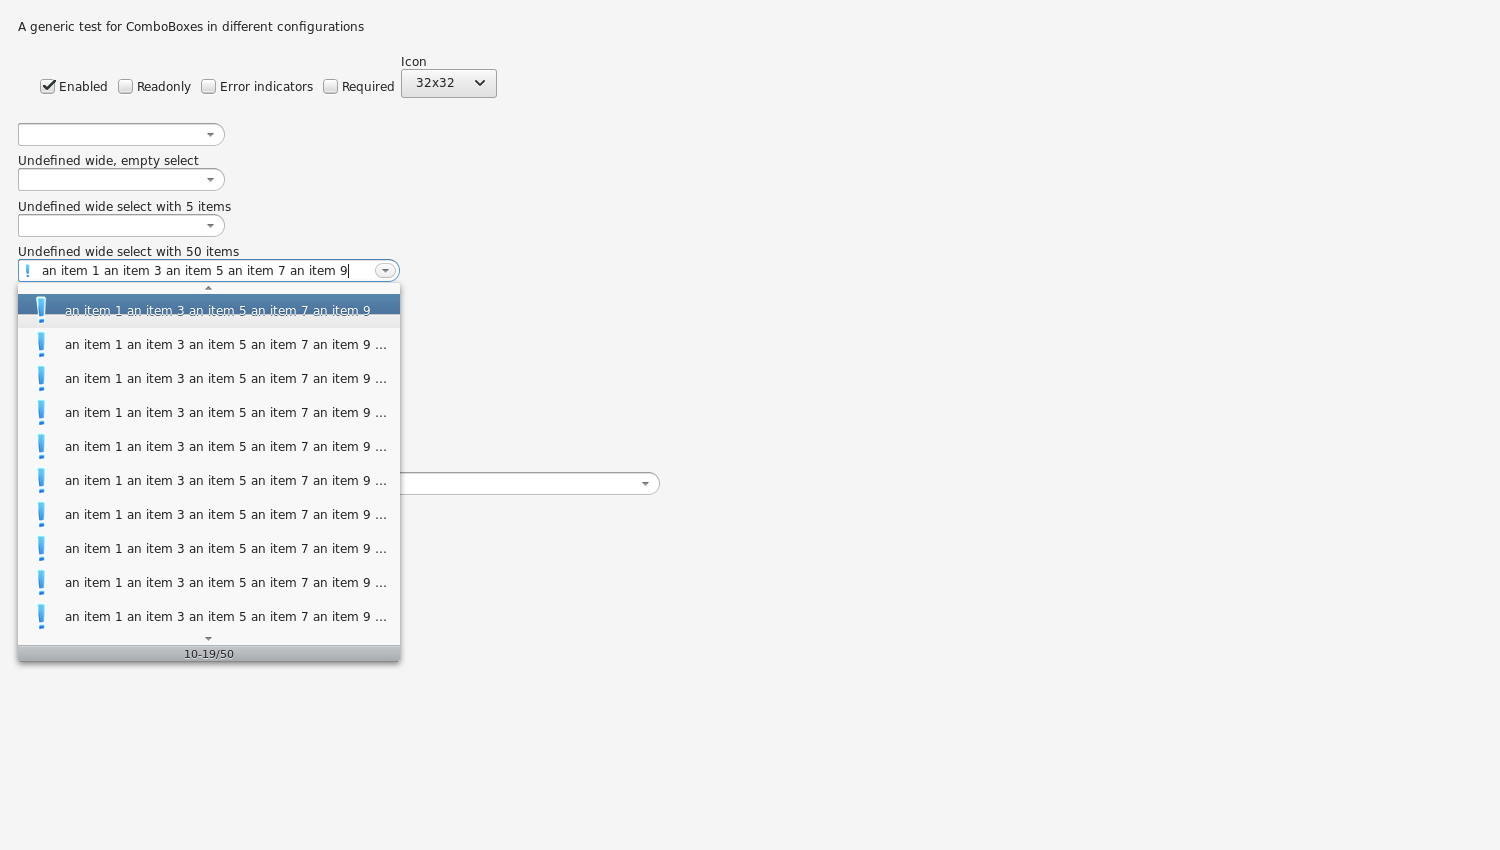 A generic test for ComboBoxes in different configurations
Icon
Enabled Readonly Error indicators Required 32x32
Undefined wide, empty select
Undefined wide select with 5 items
Undefined wide select with 50 items
an item 1 an item 3 an item 5 an item 7 an item 9
an item 1 an item 3 an item 5 an item 7 an item 9
an item 1 an item 3 an item 5 an item 7 an item 9 ...
an item 1 an item 3 an item 5 an item 7 an item 9 ...
an item 1 an item 3 an item 5 an item 7 an item 9 ...
an item 1 an item 3 an item 5 an item 7 an item 9 ...
an item 1 an item 3 an item 5 an item 7 an item 9 ...
an item 1 an item 3 an item 5 an item 7 an item 9 ...
an item 1 an item 3 an item 5 an item 7 an item 9 ...
an item 1 an item 3 an item 5 an item 7 an item 9 ...
an item 1 an item 3 an item 5 an item 7 an item 9 ...
10-19/50